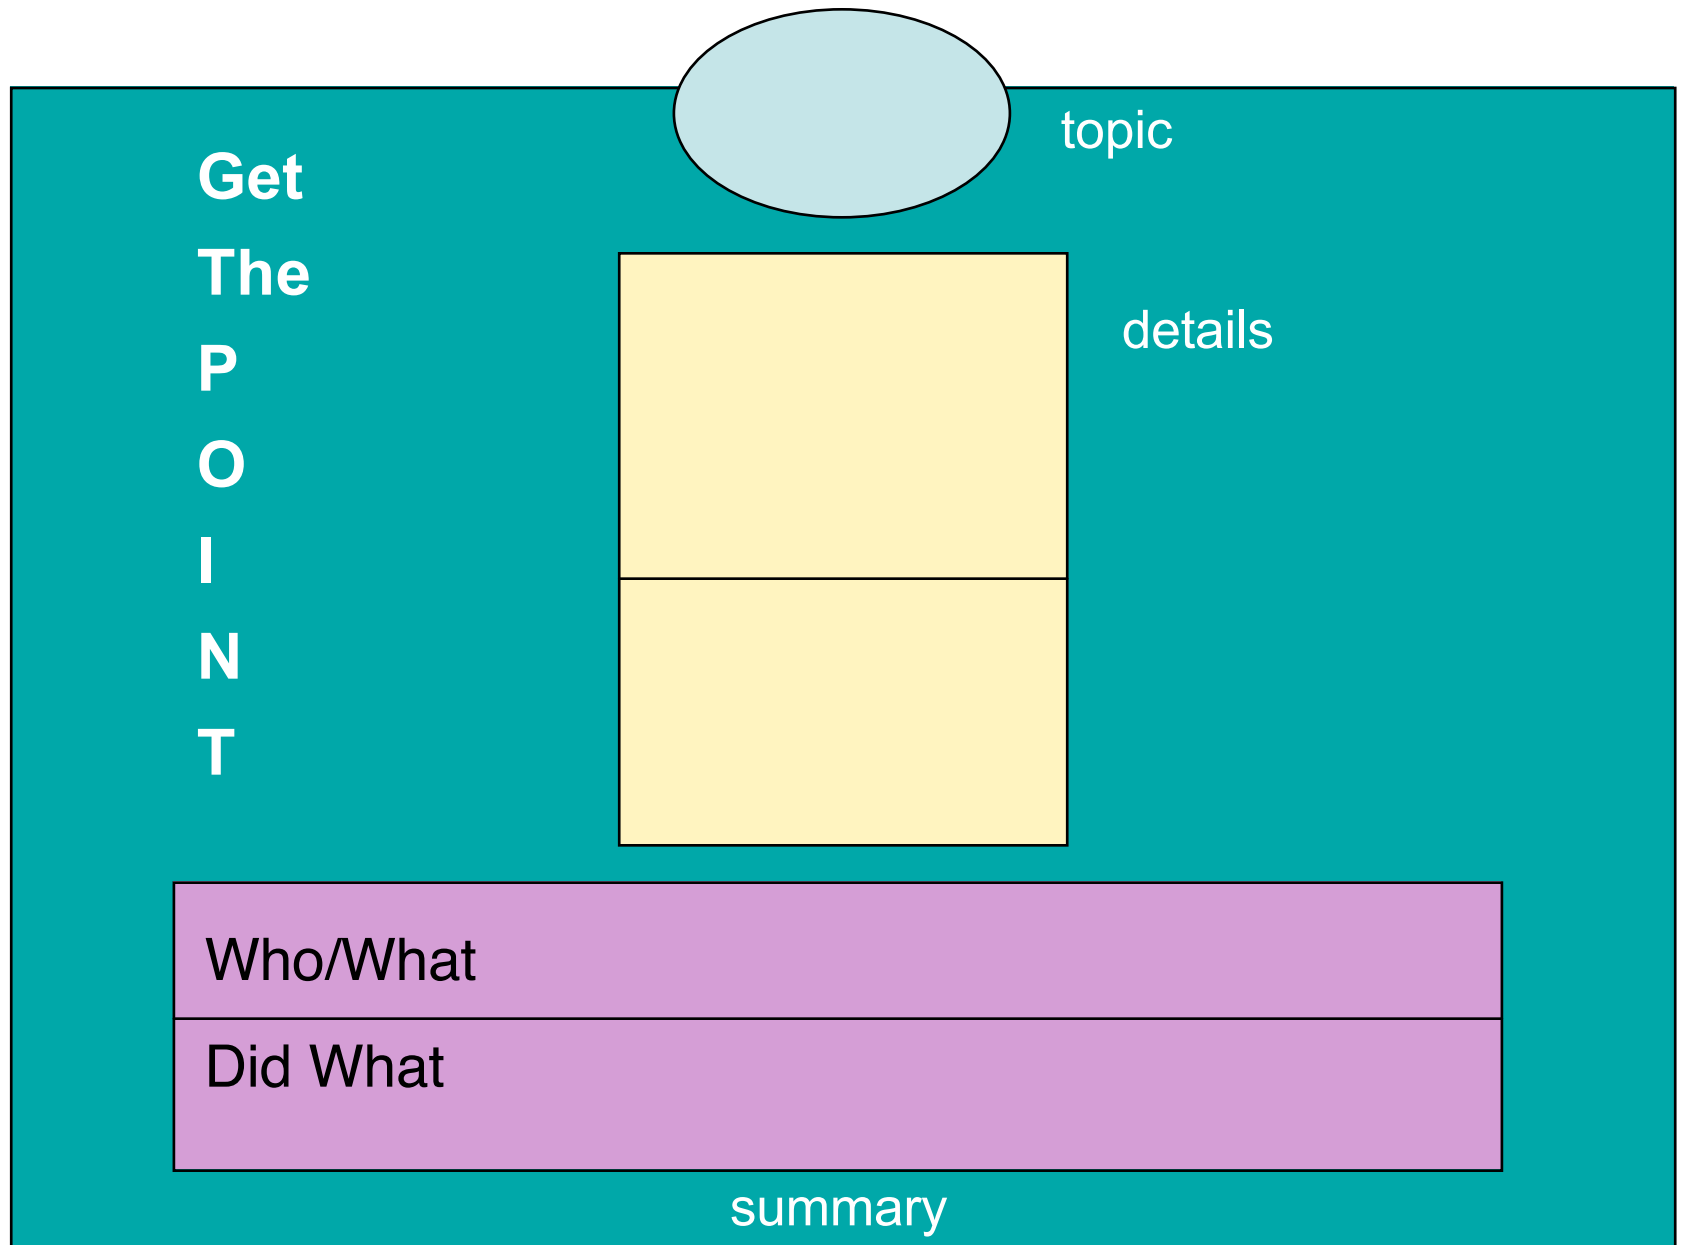 topic
Get
The
P
O
I
N
T
details
Who/What
Did What
summary